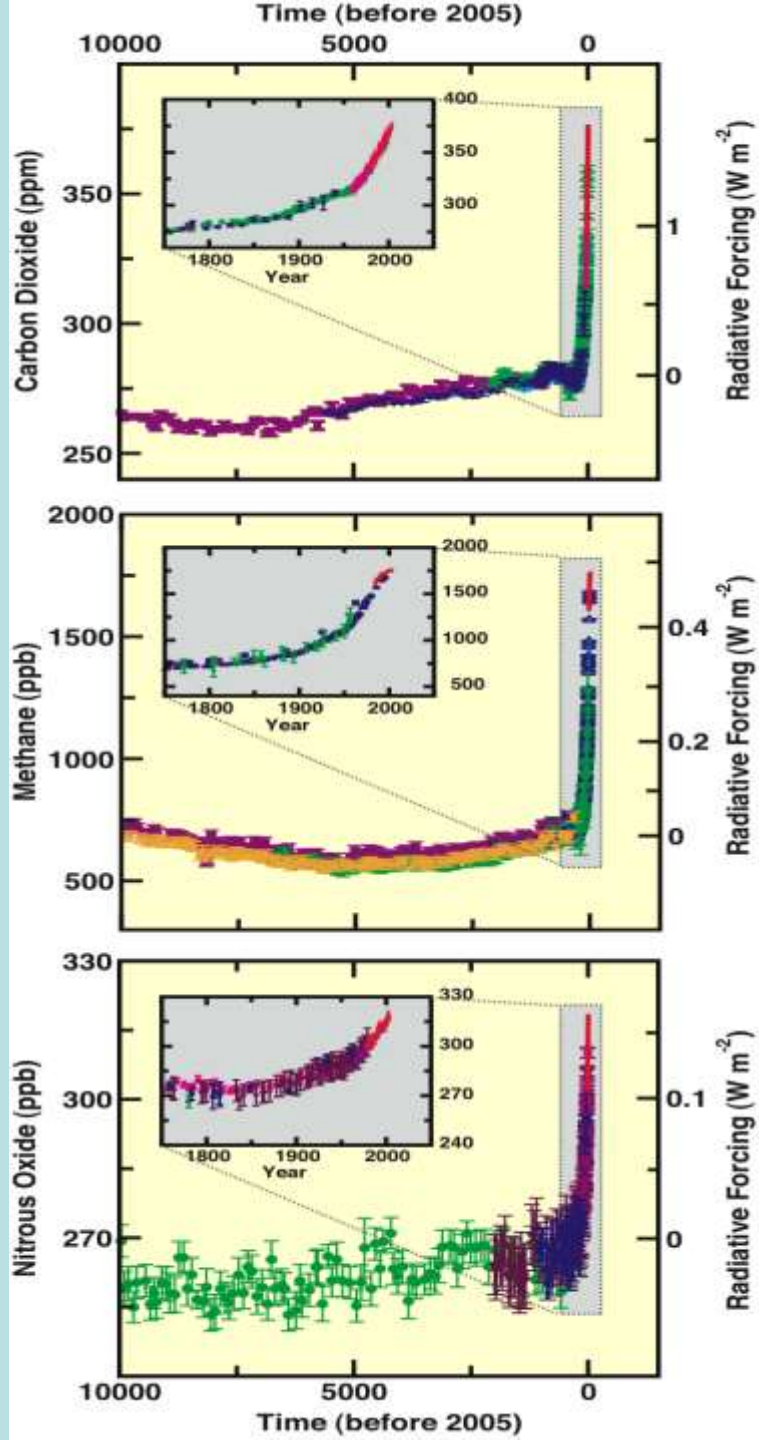 Time (before 2005)
10000 5000 0
Carbon Dioxide (ppm)
350
300
250
400
350
300
1800 1900 2000
Year
1
0
Radiative Forcing (W m⁻²)
Methane (ppb)
2000
1500
1000
500
2000
1500
1000
500
1800 1900 2000
Year
0.4
0.2
0
Radiative Forcing (W m⁻²)
Nitrous Oxide (ppb)
330
300
270
330
300
270
240
1800 1900 2000
Year
0.1
0
Radiative Forcing (W m⁻²)
10000 5000 0
Time (before 2005)